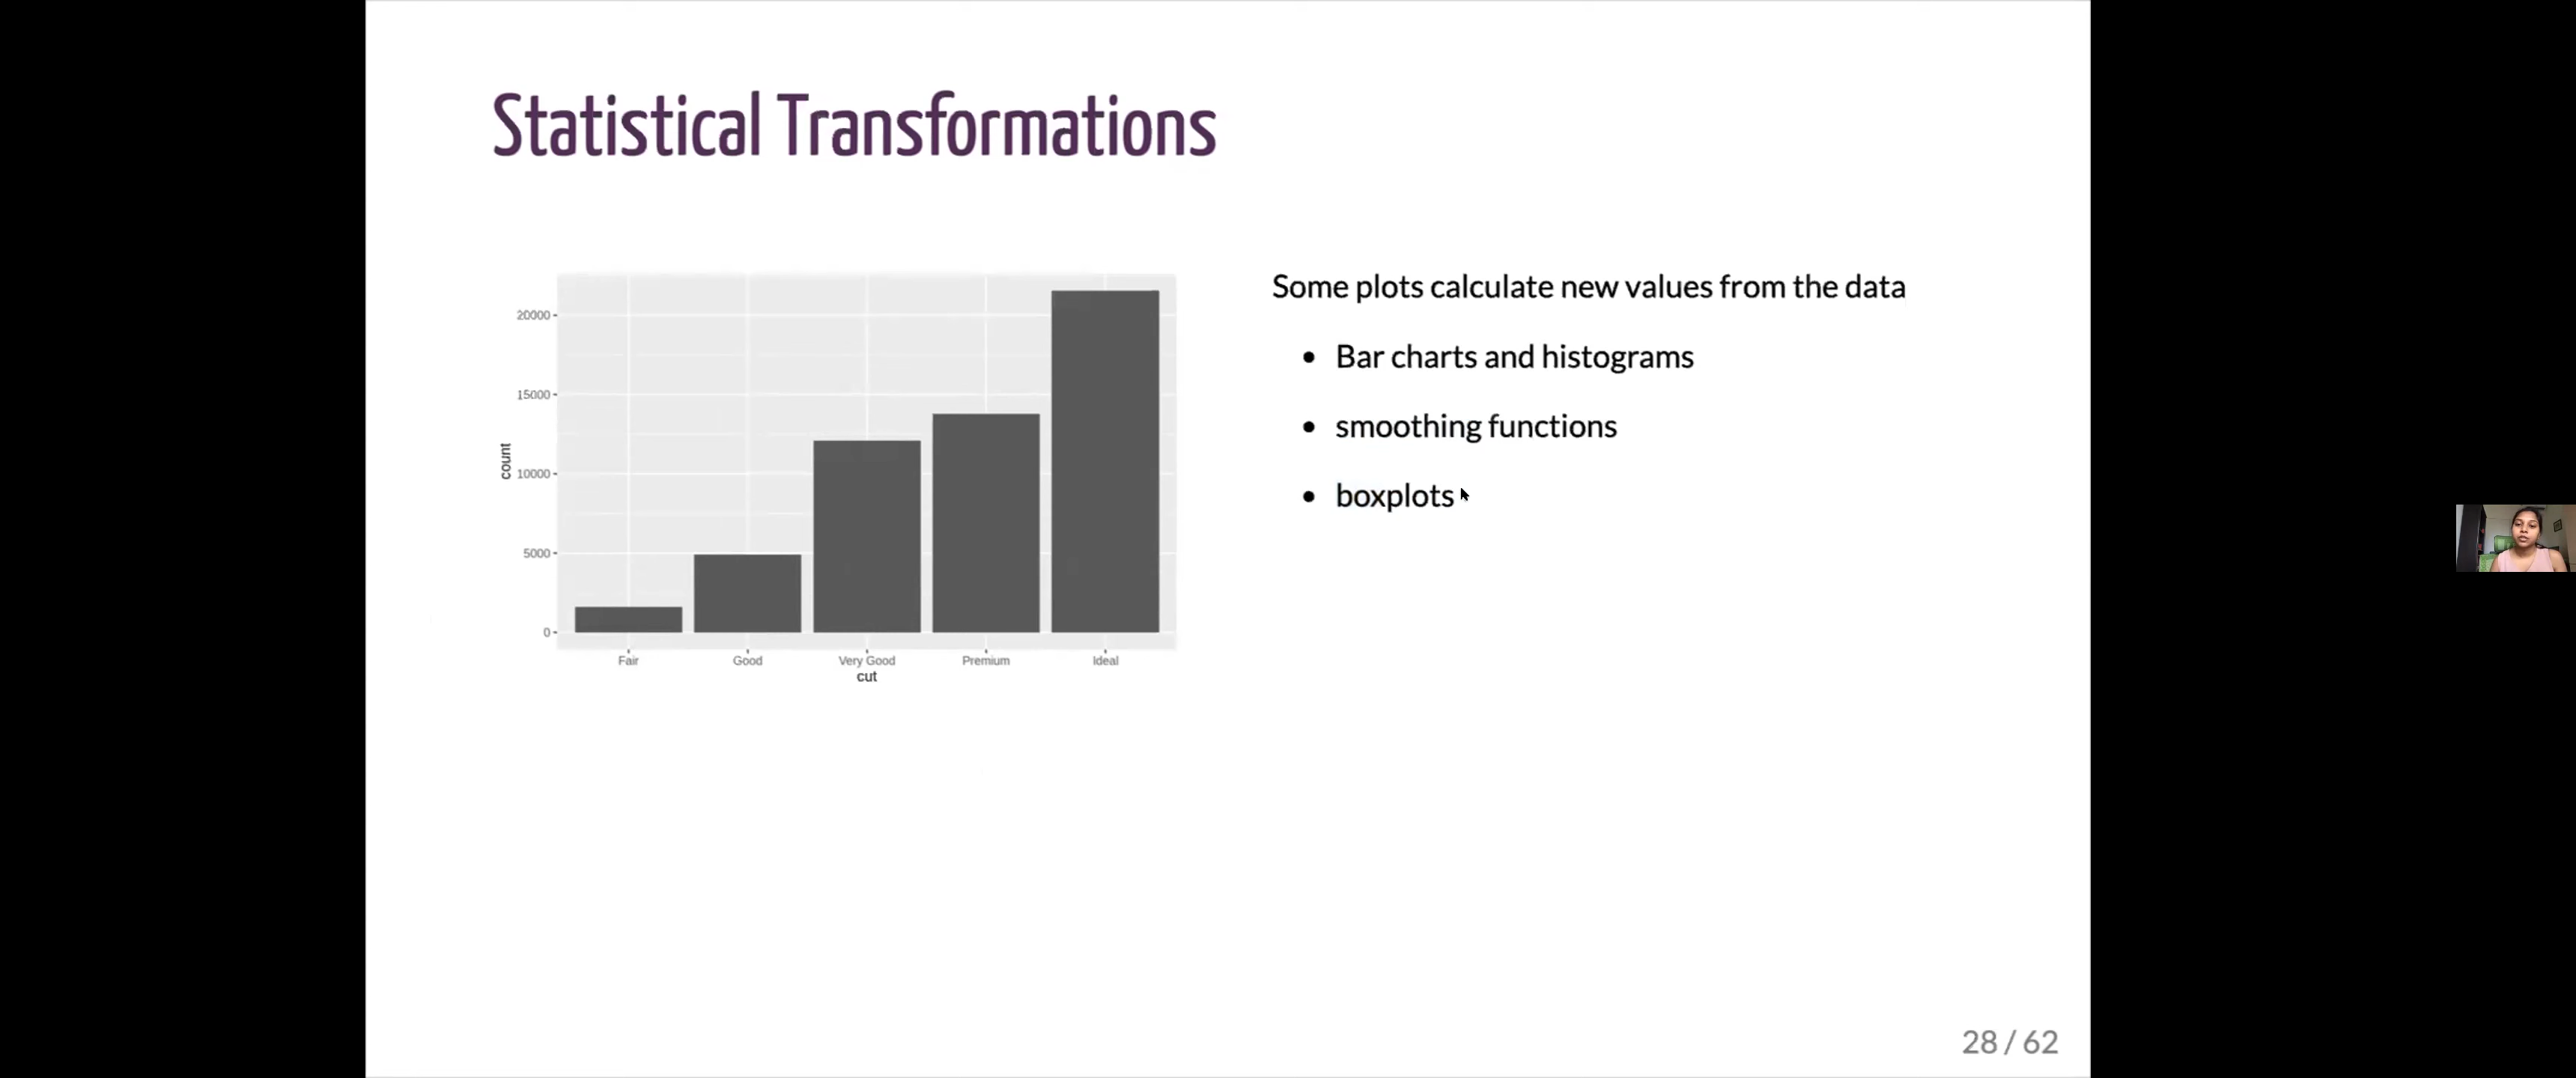 Statistical Transformations
20000
15000
10000
5000
0
count
Fair Good Very Good Premium Ideal
cut
Some plots calculate new values from the data
• Bar charts and histograms
• smoothing functions
• boxplots
28 / 62